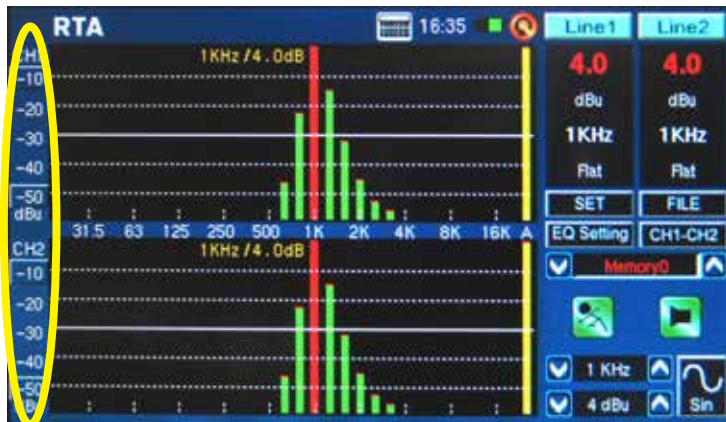 RTA 16:35
Line1 Line2
CH1
1KHz/4.0dB
-10
-20
-30
-40
-50
dBu
31.5 63 125 250 500 1K 2K 4K 8K 16K A
CH2
1KHz/4.0dB
-10
-20
-30
-40
-50
dBu
4.0 4.0
dBu dBu
1KHz 1KHz
Flat Flat
SET FILE
EQ Setting CH1-CH2
Memory0
1 KHz
4 dBu
Sin